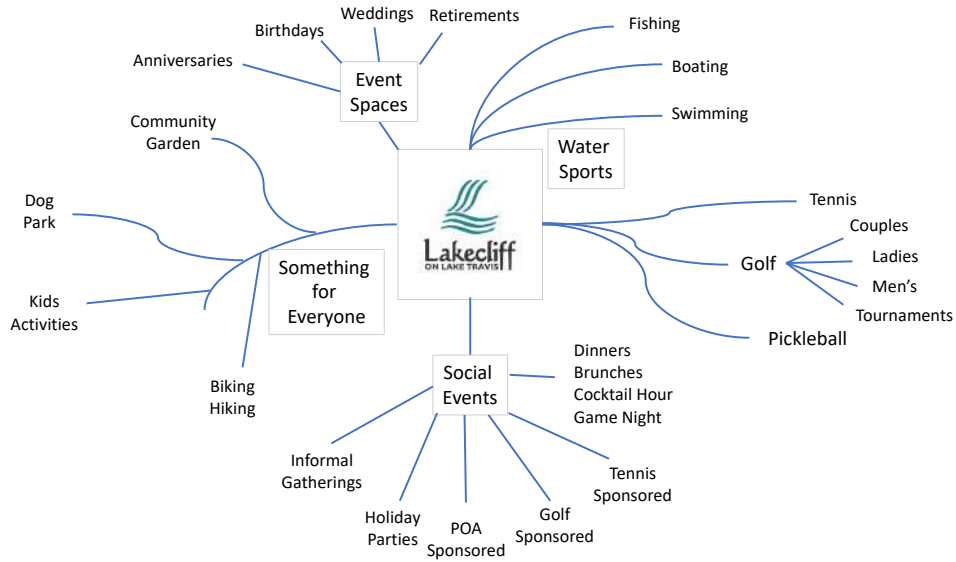 Weddings
Retirements
Birthdays
Anniversaries
Event
Spaces
Fishing
Boating
Swimming
Water
Sports
Community
Garden
Dog
Park
Kids
Activities
Biking
Hiking
Something
for
Everyone
Lakecliff
ON LAKE TRAVIS
Tennis
Couples
Golf
Ladies
Men's
Tournaments
Pickleball
Social
Events
Dinners
Brunches
Cocktail Hour
Game Night
Informal
Gatherings
Holiday
Parties
POA
Sponsored
Golf
Sponsored
Tennis
Sponsored